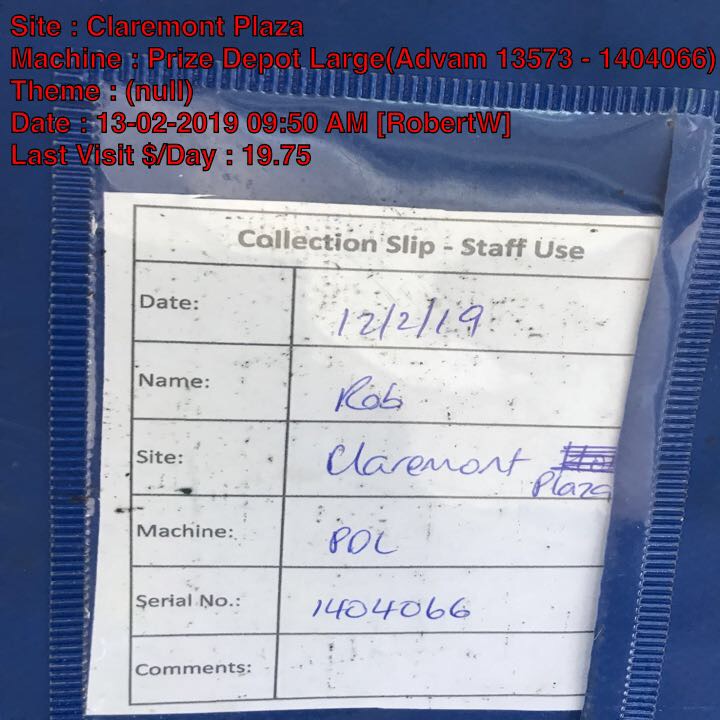 Site : Claremont Plaza
Machine : Prize Depot Large(Advam 13573 - 1404066)
Theme : (null)
Date : 13-02-2019 09:50 AM [RobertW]
Last Visit $/Day : 19.75
Collection Slip - Staff Use
Date: 12/2/19
Name: Rob
Site: Claremont
Plaza
Machine: PDL
Serial No.: 1404066
Comments: